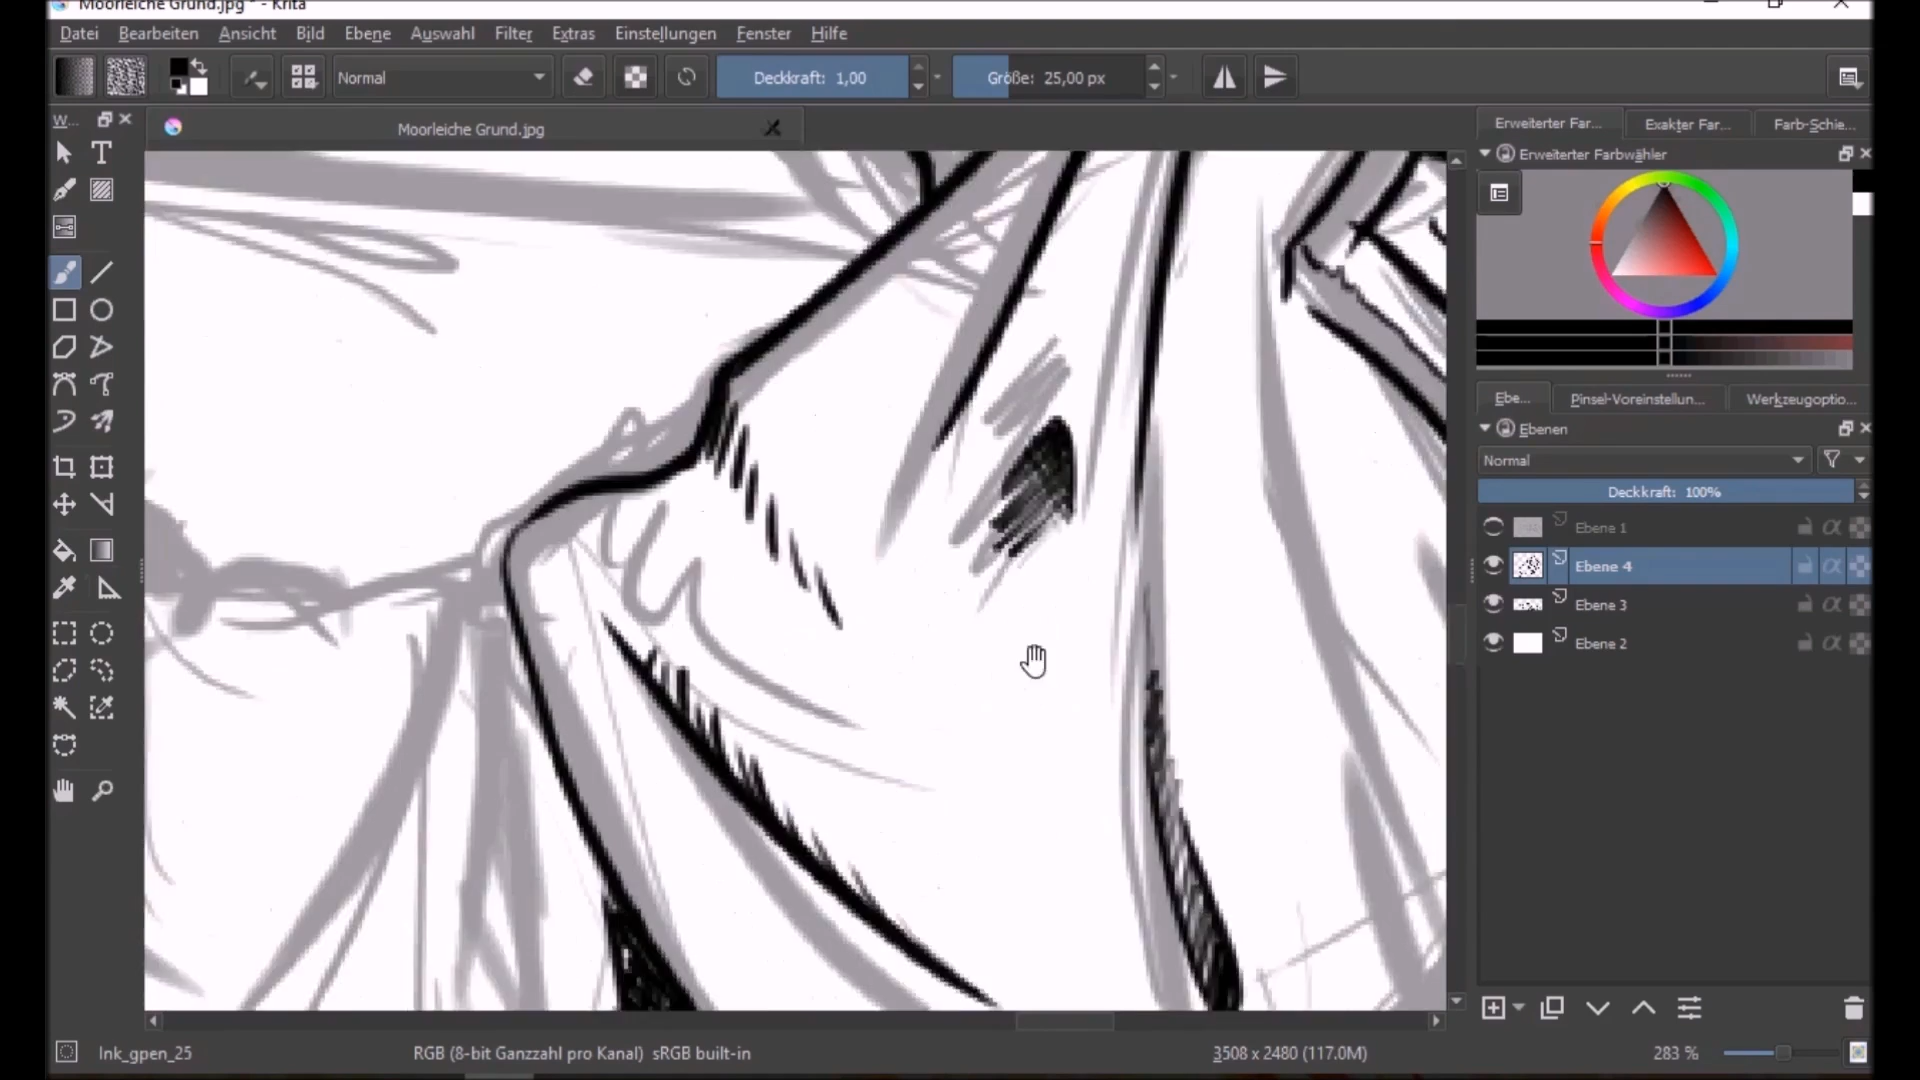 Moorleiche Grund.jpg * - Krita
Datei Bearbeiten Ansicht Bild Ebene Auswahl Filter Extras Einstellungen Fenster Hilfe
Normal
Deckkraft: 1,00
Größe: 25,00 px
W...
Moorleiche Grund.jpg
Erweiterter Far... Exakter Far... Farb-Schie...
Erweiterter Farbwähler
Ebe... Pinsel-Voreinstellun... Werkzeugoptio...
Ebenen
Normal
Deckkraft: 100%
Ebene 1
Ebene 4
Ebene 3
Ebene 2
Ink_gpen_25
RGB (8-bit Ganzzahl pro Kanal) sRGB built-in
3508 x 2480 (117.0M)
283 %